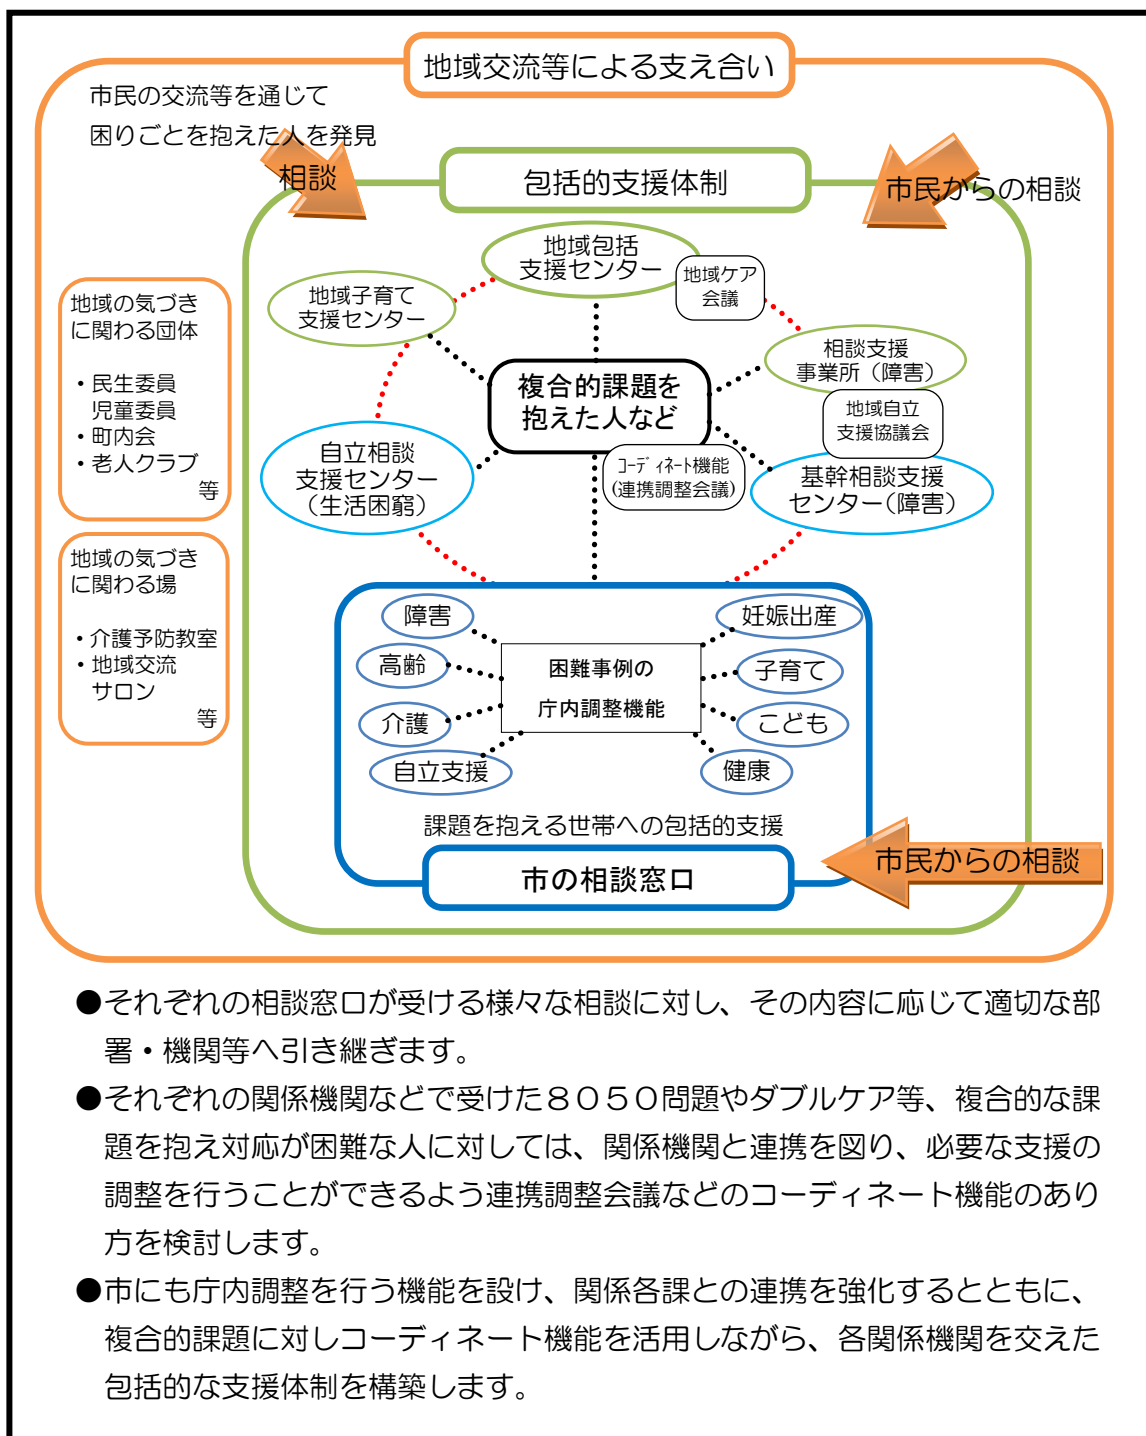 地域交流等による支え合い
市民の交流等を通じて
困りごとを抱えた人を発見
相談
包括的支援体制
市民からの相談
地域包括
支援センター
地域ケア
会議
地域子育て
支援センター
相談支援
事業所（障害）
地域自立
支援協議会
複合的課題を
抱えた人など
ｺｰﾃﾞｨﾈｰﾄ機能
(連携調整会議)
自立相談
支援センター
（生活困窮）
基幹相談支援
センター(障害)
地域の気づき
に関わる団体
・民生委員
児童委員
・町内会
・老人クラブ
等
地域の気づき
に関わる場
・介護予防教室
・地域交流
サロン
等
障害
高齢
介護
自立支援
困難事例の
庁内調整機能
妊娠出産
子育て
こども
健康
課題を抱える世帯への包括的支援
市の相談窓口
市民からの相談
●それぞれの相談窓口が受ける様々な相談に対し、その内容に応じて適切な部
署・機関等へ引き継ぎます。
●それぞれの関係機関などで受けた８０５０問題やダブルケア等、複合的な課
題を抱え対応が困難な人に対しては、関係機関と連携を図り、必要な支援の
調整を行うことができるよう連携調整会議などのコーディネート機能のあり
方を検討します。
●市にも庁内調整を行う機能を設け、関係各課との連携を強化するとともに、
複合的課題に対しコーディネート機能を活用しながら、各関係機関を交えた
包括的な支援体制を構築します。